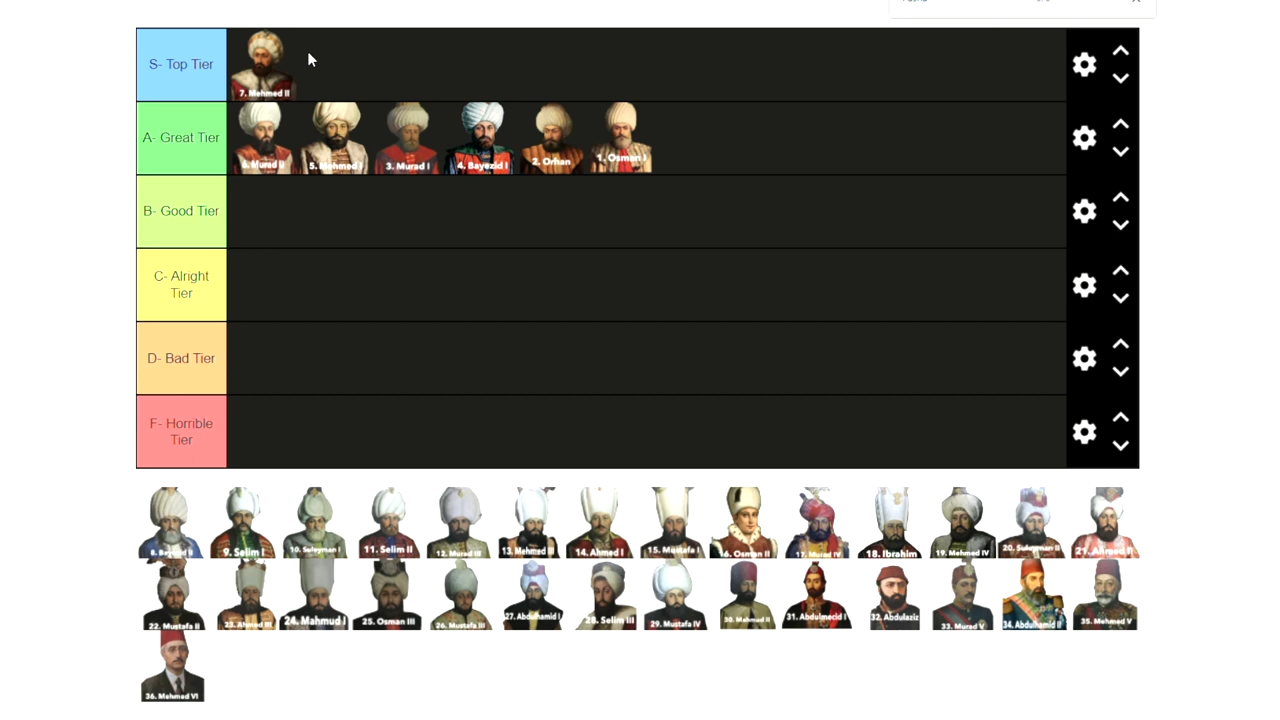 S- Top Tier
7. Mehmed II
A- Great Tier
6. Murad II
5. Mehmed I
3. Murad I
4. Bayezid I
2. Orhan
1. Osman I
B- Good Tier
C- Alright
Tier
D- Bad Tier
F- Horrible
Tier
8. Bayezid II
9. Selim I
10. Suleyman I
11. Selim II
12. Murad III
13. Mehmed III
14. Ahmed I
15. Mustafa I
16. Osman II
17. Murad IV
18. Ibrahim
19. Mehmed IV
20. Suleyman II
21. Ahmed II
22. Mustafa II
23. Ahmed III
24. Mahmud I
25. Osman III
26. Mustafa III
27. Abdulhamid I
28. Selim III
29. Mustafa IV
30. Mahmud II
31. Abdulmecid I
32. Abdulaziz
33. Murad V
34. Abdulhamid II
35. Mehmed V
36. Mehmed VI